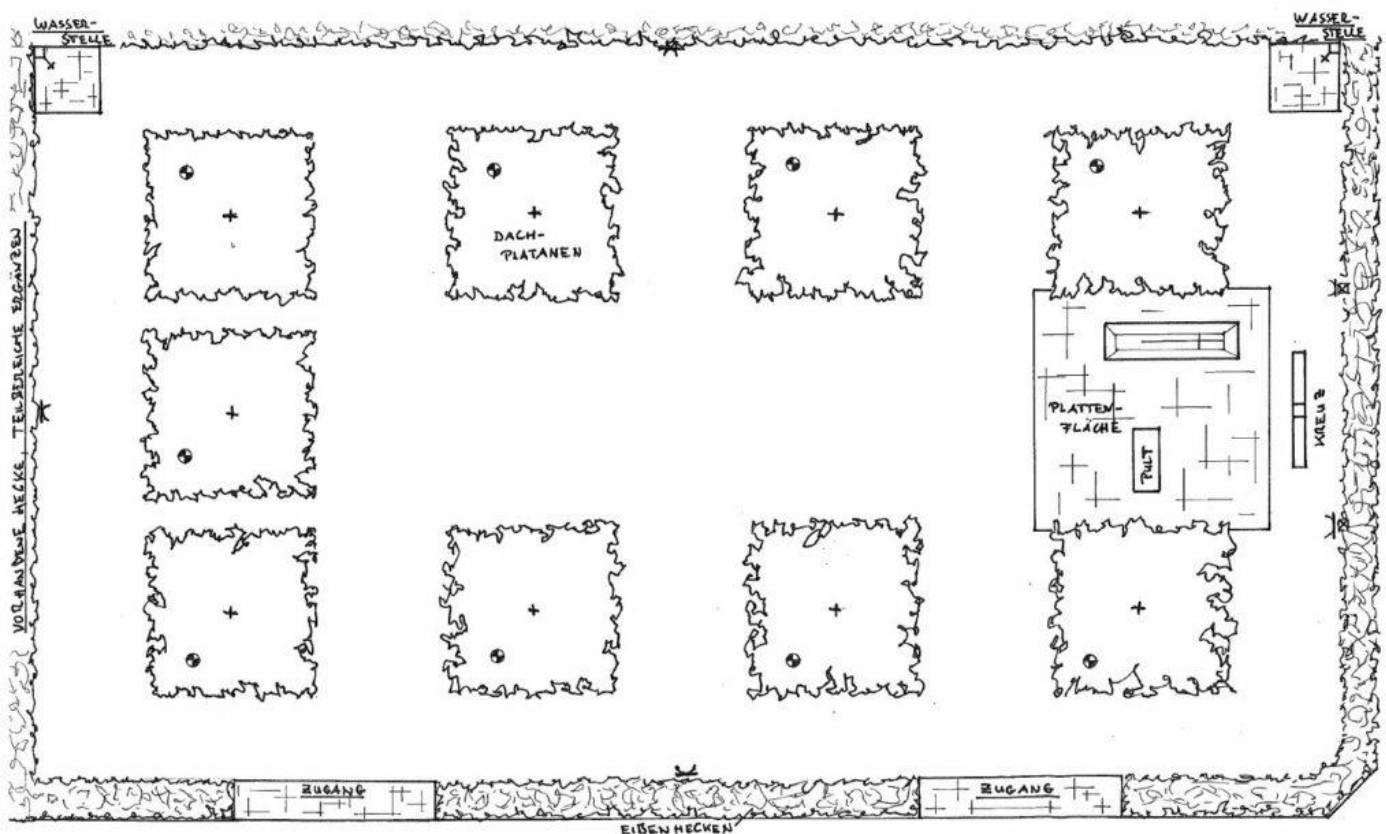 WASSER-
STELLE
WASSER-
STELLE
DACH-
PLATANEN
VORHANDENE HECKE, TEILBEREICHE ERGÄNZEN
PLATTEN-
FLÄCHE
PULT
KREUZ
ZUGANG
ZUGANG
EIBENHECKEN